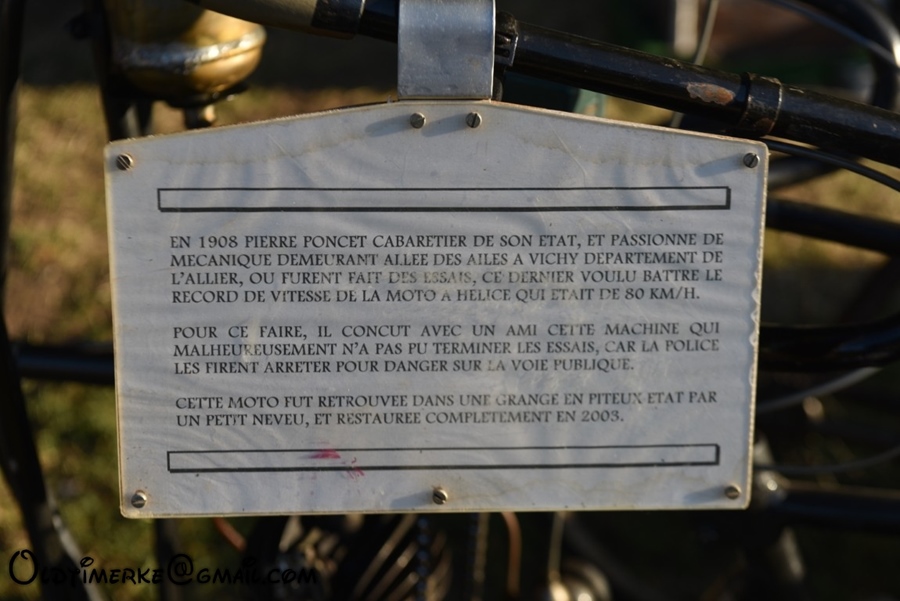 EN 1908 PIERRE PONCET CABARETIER DE SON ETAT, ET PASSIONNE DE
MECANIQUE DEMEURANT ALLEE DES AILES A VICHY DEPARTEMENT DE
L'ALLIER, OU FURENT FAIT DES ESSAIS, CE DERNIER VOULU BATTRE LE
RECORD DE VITESSE DE LA MOTO A HELICE QUI ETAIT DE 80 KM/H.
POUR CE FAIRE, IL CONCUT AVEC UN AMI CETTE MACHINE QUI
MALHEUREUSEMENT N'A PAS PU TERMINER LES ESSAIS, CAR LA POLICE
LES FIRENT ARRETER POUR DANGER SUR LA VOIE PUBLIQUE.
CETTE MOTO FUT RETROUVEE DANS UNE GRANGE EN PITEUX ETAT PAR
UN PETIT NEVEU, ET RESTAUREE COMPLETEMENT EN 2003.
Oldtimerke@gmail.com